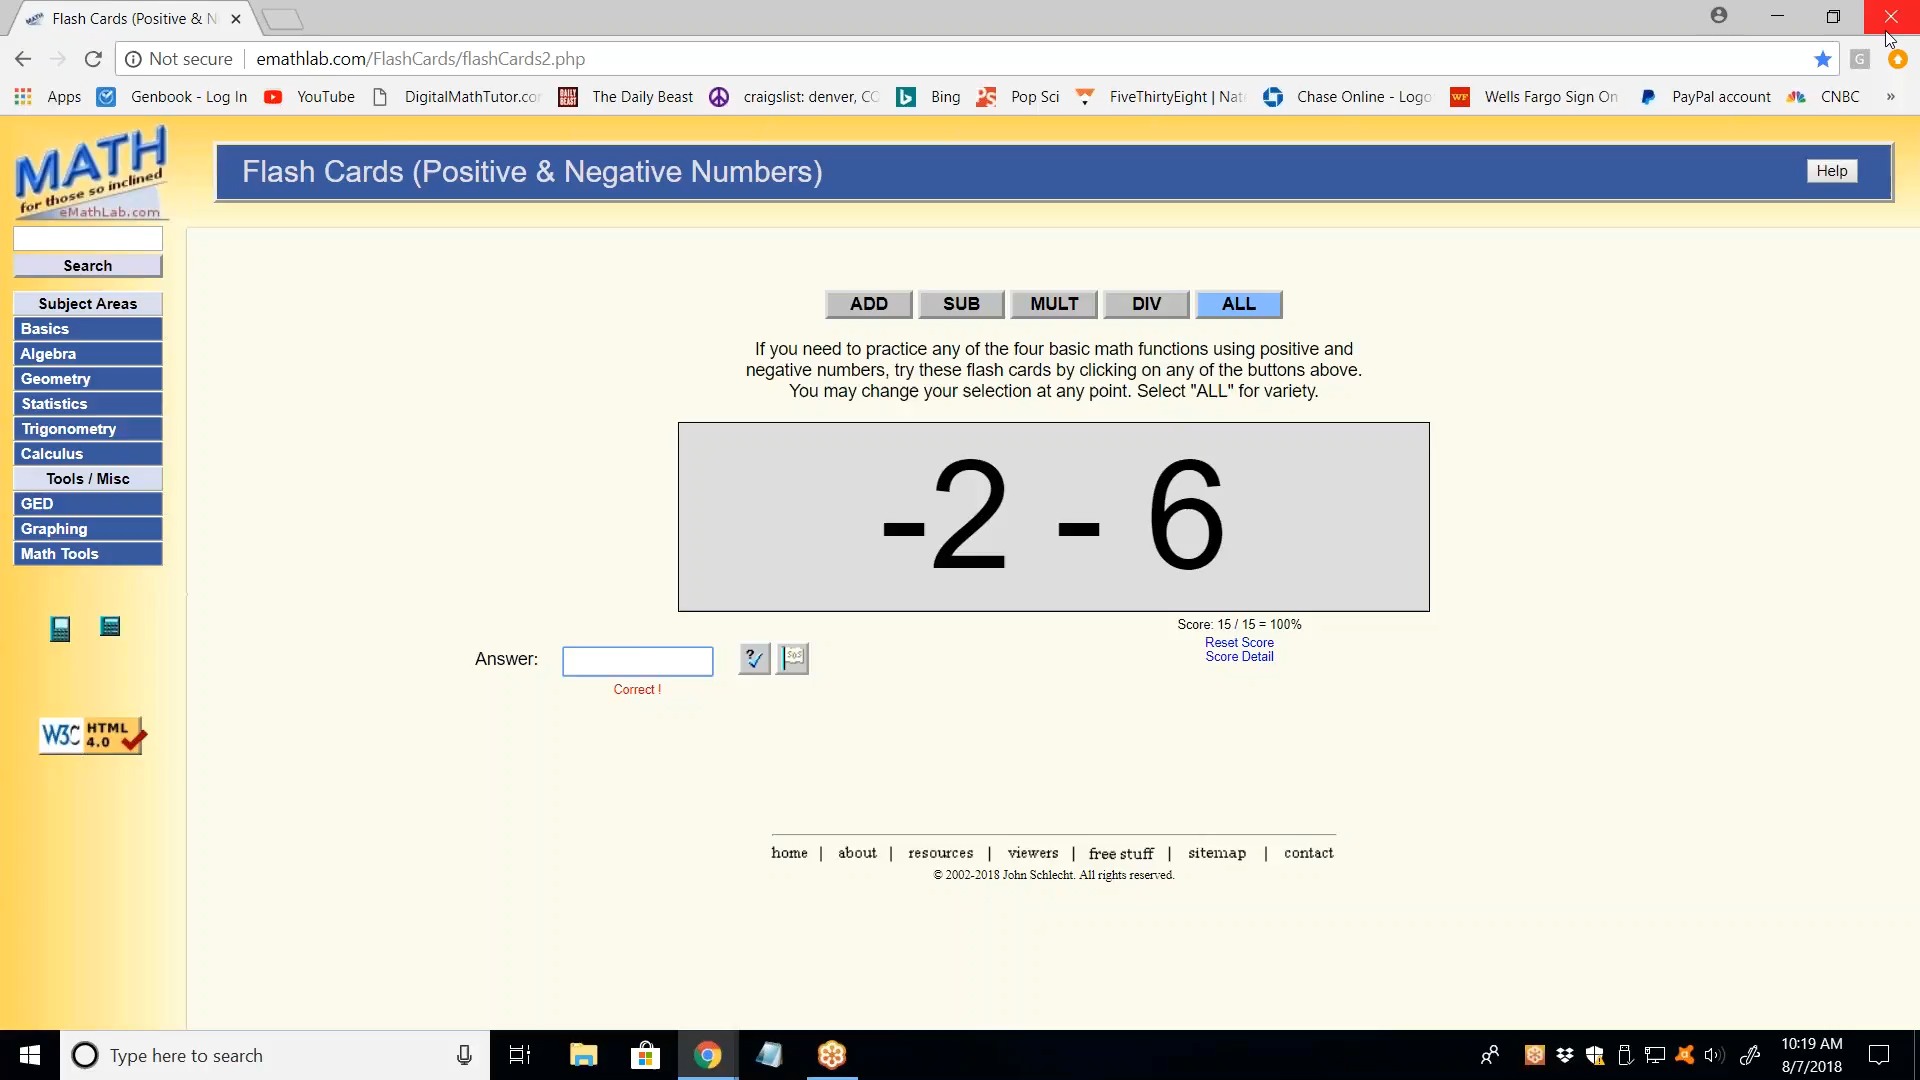 Flash Cards (Positive & N
Not secure
emathlab.com/FlashCards/flashCards2.php
G
Apps
Genbook - Log In
YouTube
DigitalMathTutor.co
DAILY BEAST
The Daily Beast
craigslist: denver, CC
Bing
PS
Pop Sci
FiveThirtyEight | Nat
Chase Online - Logo
WF
Wells Fargo Sign On
PayPal account
CNBC
»
MATH
for those so inclined
eMathLab.com
Flash Cards (Positive & Negative Numbers)
Help
Search
Subject Areas
Basics
Algebra
Geometry
Statistics
Trigonometry
Calculus
Tools / Misc
GED
Graphing
Math Tools
W3C HTML 4.0
ADD SUB MULT DIV ALL
If you need to practice any of the four basic math functions using positive and
negative numbers, try these flash cards by clicking on any of the buttons above.
You may change your selection at any point. Select "ALL" for variety.
-2 - 6
Score: 15 / 15 = 100%
Reset Score
Score Detail
Answer:
?
SOS
Correct !
home | about | resources | viewers | free stuff | sitemap | contact
© 2002-2018 John Schlecht. All rights reserved.
Type here to search
10:19 AM
8/7/2018